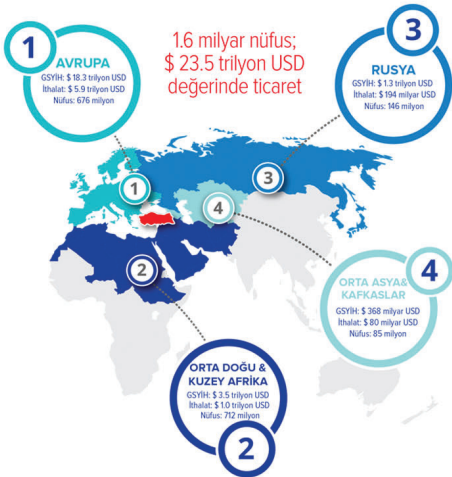 1
AVRUPA
GSYİH: $ 18.3 trilyon USD
İthalat: $ 5.9 trilyon USD
Nüfus: 676 milyon
1.6 milyar nüfus;
$ 23.5 trilyon USD
değerinde ticaret
3
RUSYA
GSYİH: $ 1.3 trilyon USD
İthalat: $ 194 milyar USD
Nüfus: 146 milyon
1
2
3
4
4
ORTA ASYA&
KAFKASLAR
GSYİH: $ 368 milyar USD
İthalat: $ 80 milyar USD
Nüfus: 85 milyon
ORTA DOĞU &
KUZEY AFRİKA
GSYİH: $ 3.5 trilyon USD
İthalat: $ 1.0 trilyon USD
Nüfus: 712 milyon
2